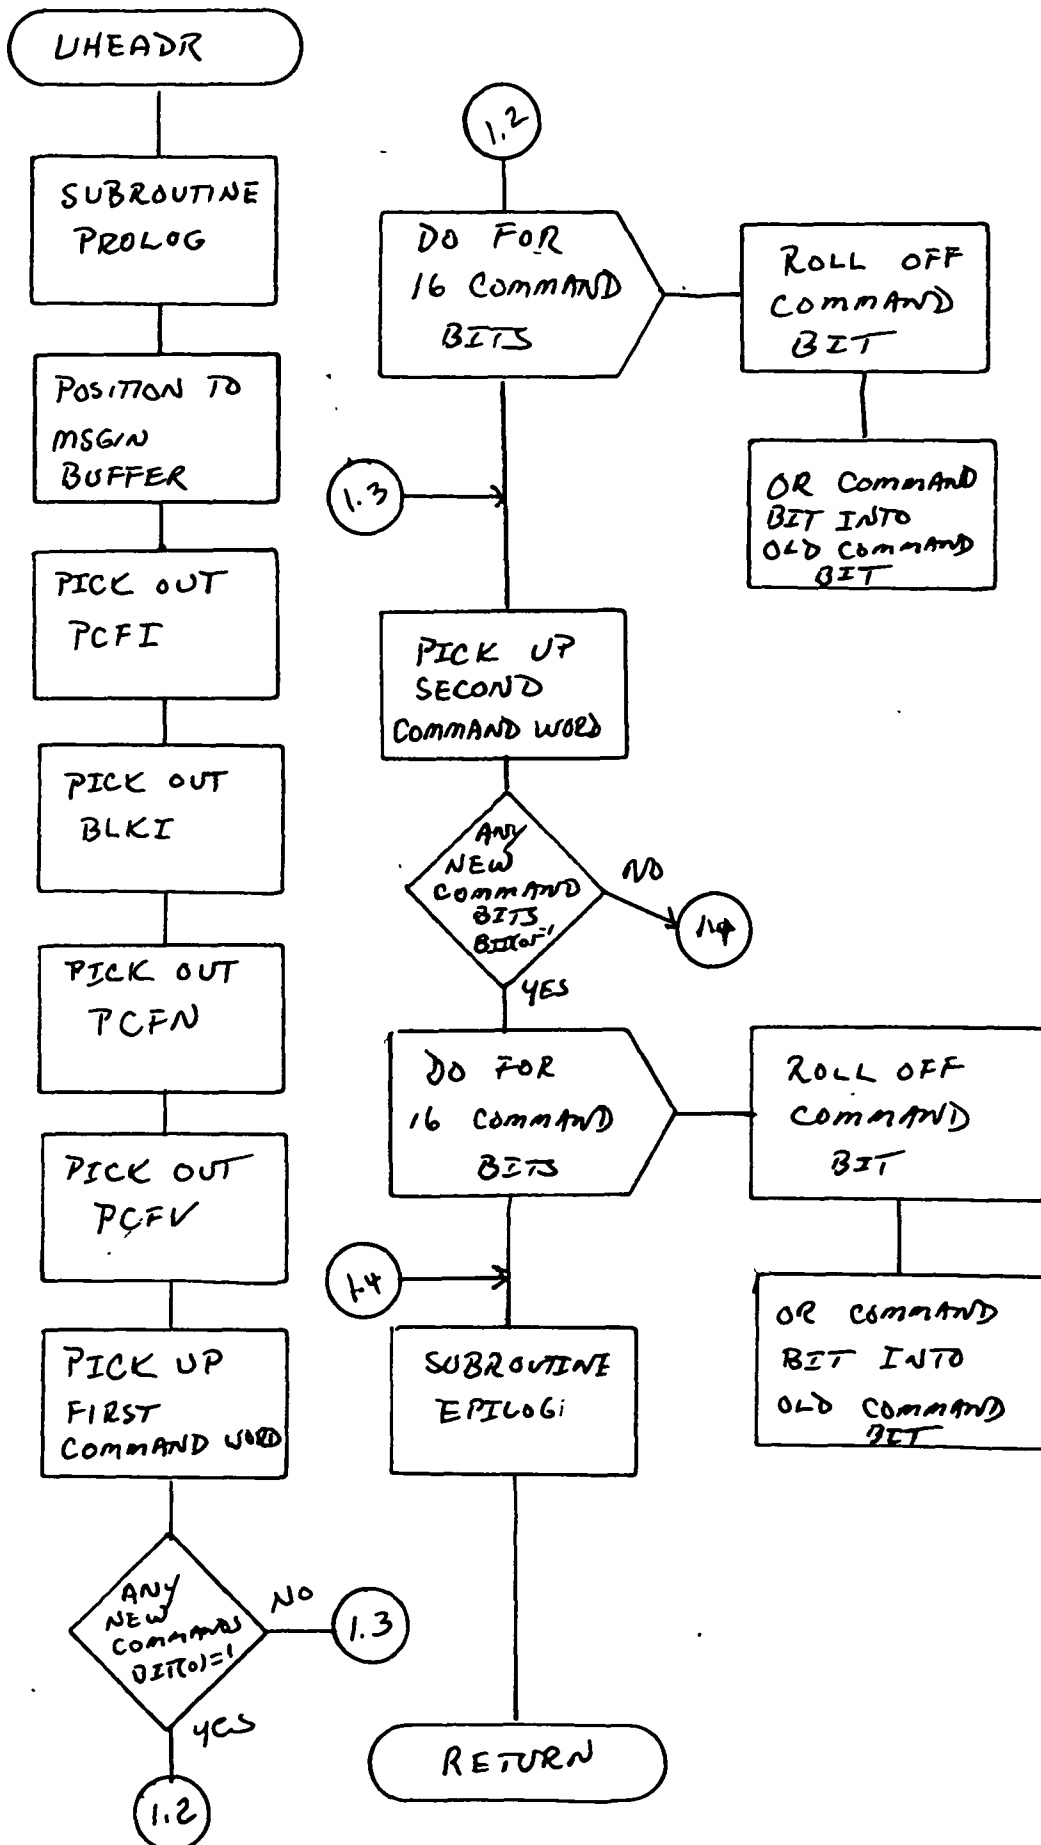 UHEADR
SUBROUTINE
PROLOG
POSITION TO
MSGIN
BUFFER
PICK OUT
PCFI
PICK OUT
BLKI
PICK OUT
PCFN
PICK OUT
PCFV
PICK UP
FIRST
COMMAND WORD
ANY
NEW
COMMANDS
BIT(0)=1
NO
1.3
YES
1.2
1.2
DO FOR
16 COMMAND
BITS
ROLL OFF
COMMAND
BIT
OR COMMAND
BIT INTO
OLD COMMAND
BIT
1.3
PICK UP
SECOND
COMMAND WORD
ANY
NEW
COMMAND
BITS
NO
1.4
YES
DO FOR
16 COMMAND
BITS
ROLL OFF
COMMAND
BIT
OR COMMAND
BIT INTO
OLD COMMAND
BIT
1.4
SUBROUTINE
EPILOG
RETURN